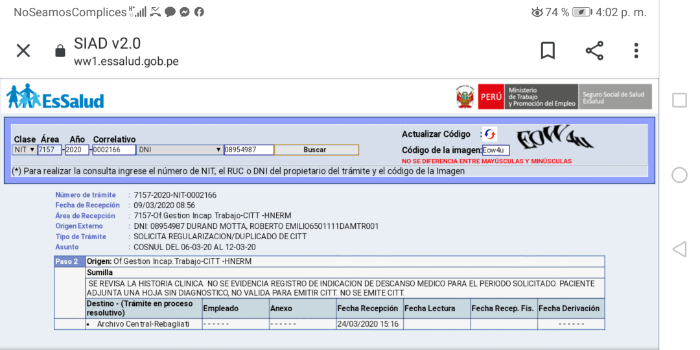 NoSeamosComplices
74 % 4:02 p. m.
SIAD v2.0
ww1.essalud.gob.pe
EsSalud
PERÚ
Ministerio
de Trabajo
y Promoción del Empleo
Seguro Social de Salud
EsSalud
Clase Área Año Correlativo
NIT 7157 - 2020 - 0002166 DNI 08954987 Buscar
Actualizar Código :
Código de la imagen: Eow4u
EOW4u
NO SE DIFERENCIA ENTRE MAYÚSCULAS Y MINÚSCULAS
(*) Para realizar la consulta ingrese el número de NIT, el RUC o DNI del propietario del trámite y el código de la Imagen
Número de trámite : 7157-2020-NIT-0002166
Fecha de Recepción : 09/03/2020 08:56
Área de Recepción : 7157-Of.Gestion Incap.Trabajo-CITT -HNERM
Origen Externo : DNI: 08954987 DURAND MOTTA, ROBERTO EMILIO6501111DAMTR001
Tipo de Trámite : SOLICITA REGULARIZACION/DUPLICADO DE CITT
Asunto : COSNUL DEL 06-03-20 AL 12-03-20
Paso 2 Origen: Of.Gestion Incap.Trabajo-CITT -HNERM
Sumilla
SE REVISA LA HISTORIA CLINICA. NO SE EVIDENCIA REGISTRO DE INDICACION DE DESCANSO MEDICO PARA EL PERIODO SOLICITADO. PACIENTE
ADJUNTA UNA HOJA SIN DIAGNOSTICO, NO VALIDA PARA EMITIR CITT. NO SE EMITE CITT.
Destino - (Trámite en proceso resolutivo) Empleado Anexo Fecha Recepción Fecha Lectura Fecha Recep. Fis. Fecha Derivación
• Archivo Central-Rebagliati ------ ------ 24/03/2020 15:16 ------